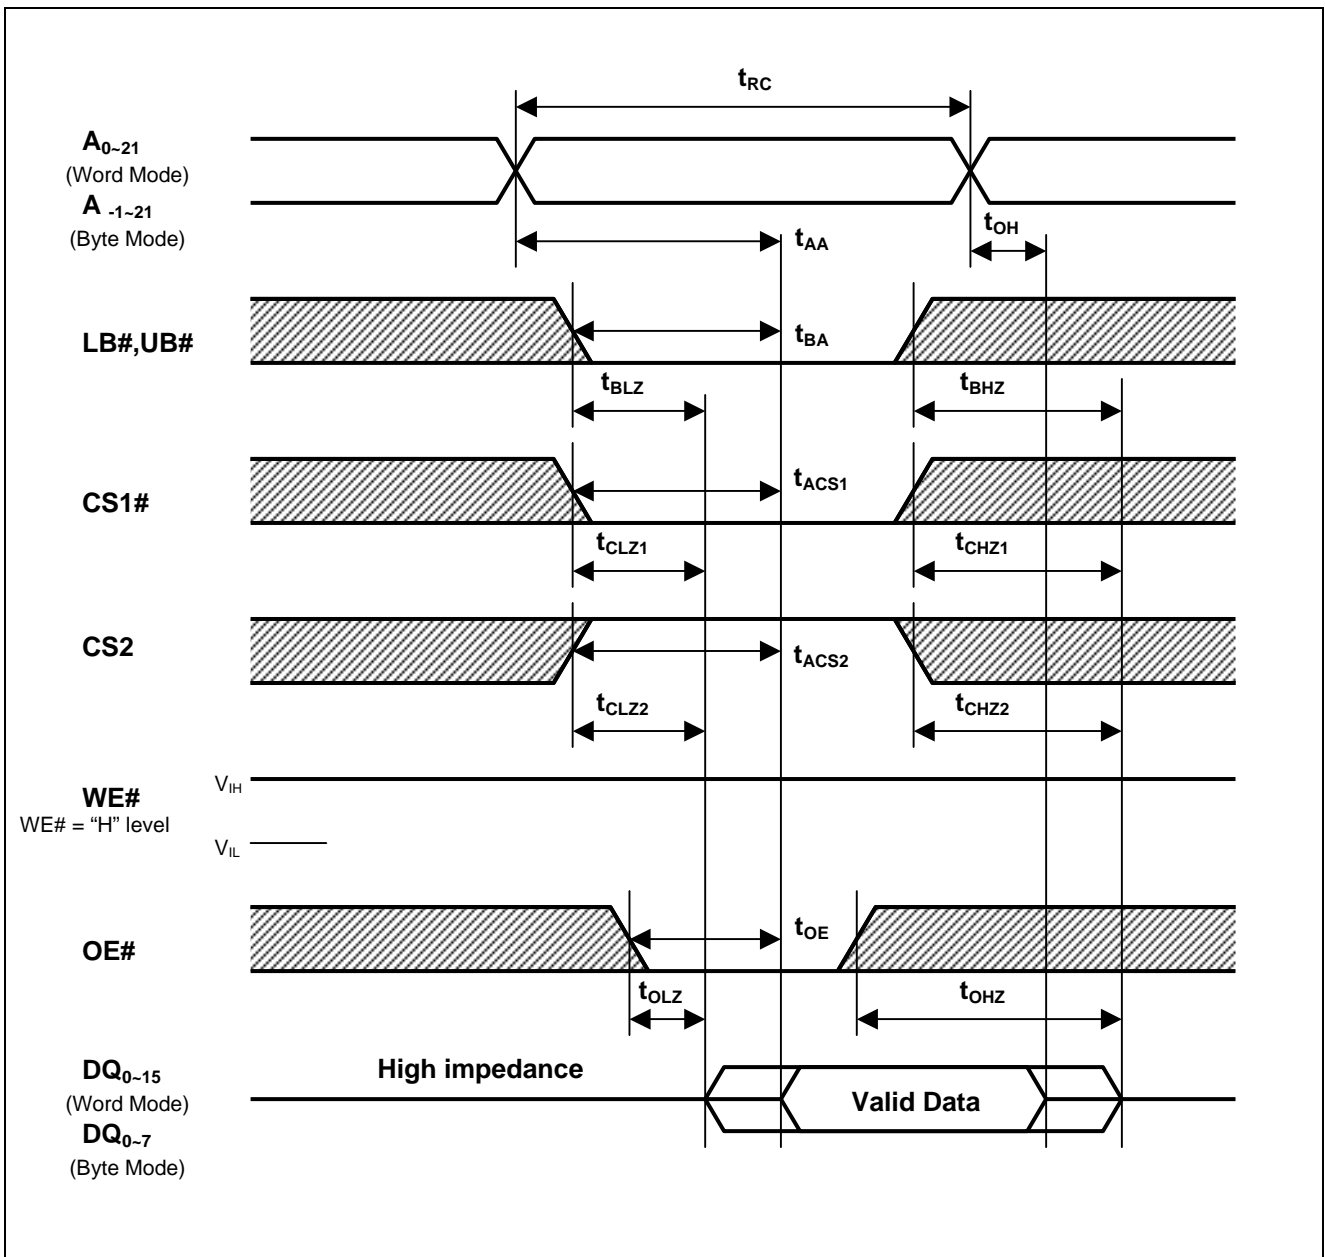 tRC
A0~21
(Word Mode)
A -1~21
(Byte Mode)
tOH
tAA
LB#,UB#
tBA
tBLZ
tBHZ
CS1#
tACS1
tCLZ1
tCHZ1
CS2
tACS2
tCLZ2
tCHZ2
VIH
WE#
WE# = “H” level
VIL
OE#
tOE
tOLZ
tOHZ
DQ0~15
High impedance
(Word Mode)
Valid Data
DQ0~7
(Byte Mode)